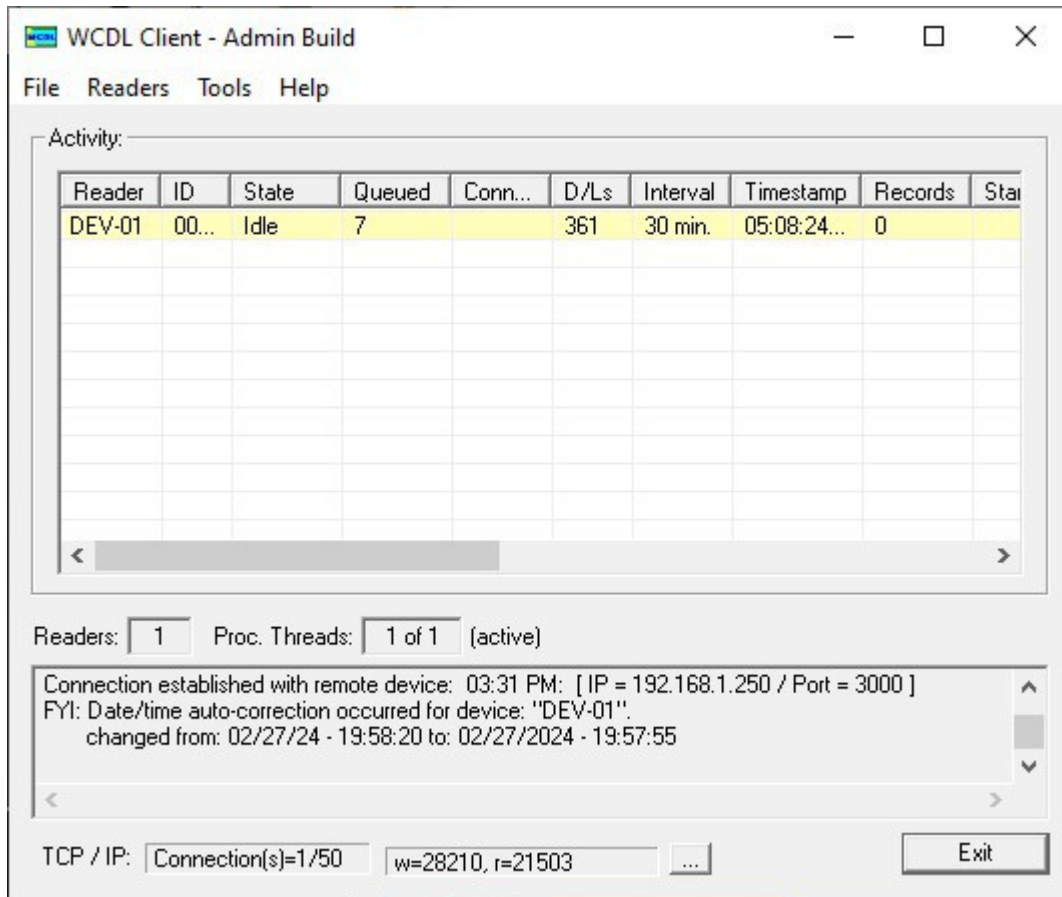 WCDL Client - Admin Build
File Readers Tools Help
Activity:
Reader ID State Queued Conn... D/Ls Interval Timestamp Records Star
DEV-01 00... Idle 7 361 30 min. 05:08:24... 0
Readers: 1 Proc. Threads: 1 of 1 (active)
Connection established with remote device: 03:31 PM: [ IP = 192.168.1.250 / Port = 3000 ]
FYI: Date/time auto-correction occurred for device: "DEV-01".
changed from: 02/27/24 - 19:58:20 to: 02/27/2024 - 19:57:55
TCP / IP: Connection(s)=1/50 w=28210, r=21503 ... Exit